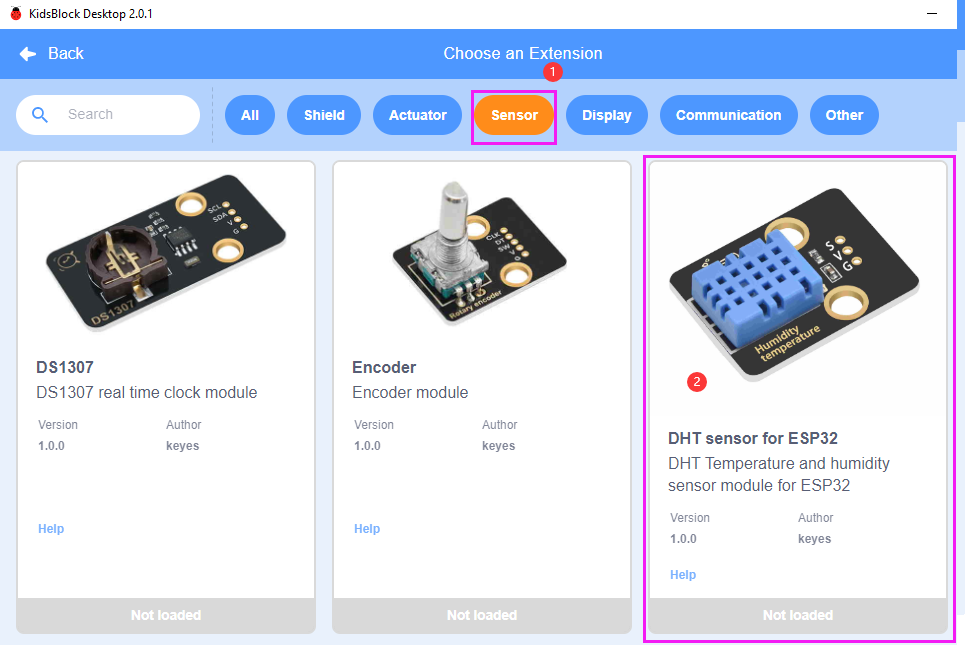 KidsBlock Desktop 2.0.1
Back
Choose an Extension
1
Search
All
Shield
Actuator
Sensor
Display
Communication
Other
SCL
SDA
V
G
DS1307
DS1307
DS1307 real time clock module
Version
Author
1.0.0
keyes
Help
Not loaded
CLK
DT
SW
V
G
Rotary encoder
Encoder
Encoder module
Version
Author
1.0.0
keyes
Help
Not loaded
S
V
G
Humidity
temperature
2
DHT sensor for ESP32
DHT Temperature and humidity
sensor module for ESP32
Version
Author
1.0.0
keyes
Help
Not loaded